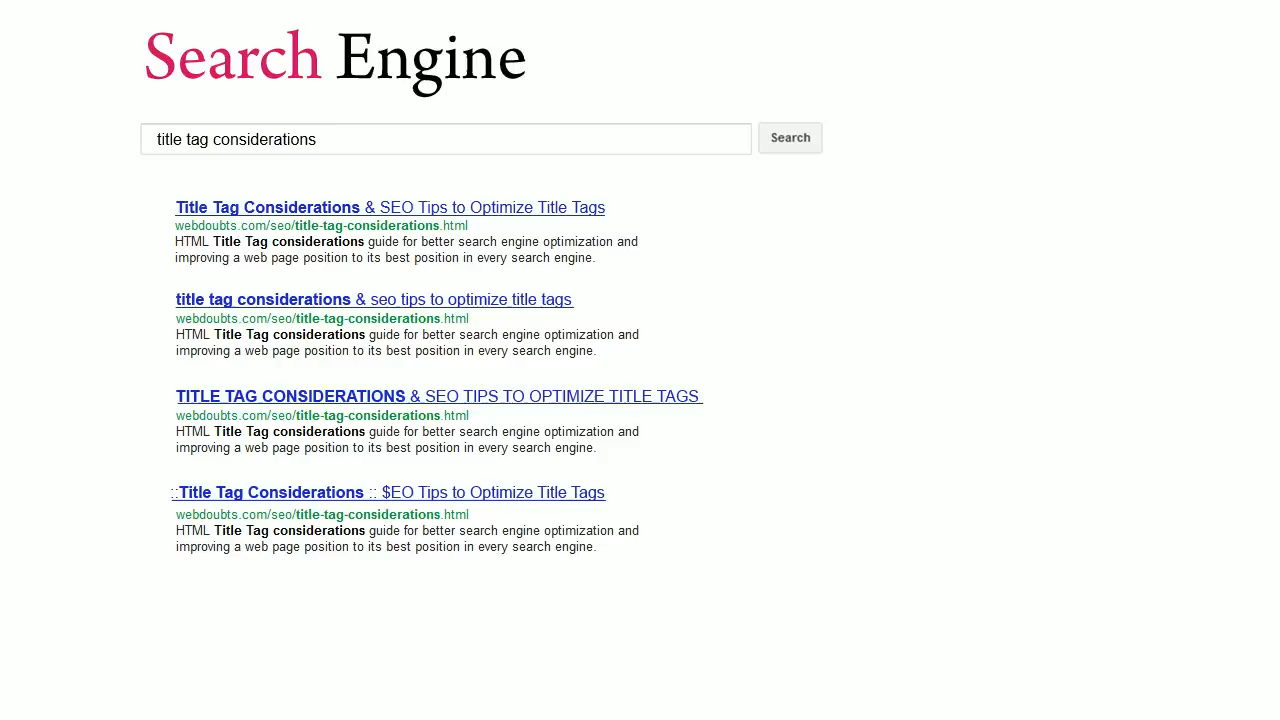 Search Engine
title tag considerations
Search
Title Tag Considerations & SEO Tips to Optimize Title Tags
webdoubts.com/seo/title-tag-considerations.html
HTML Title Tag considerations guide for better search engine optimization and
improving a web page position to its best position in every search engine.
title tag considerations & seo tips to optimize title tags
webdoubts.com/seo/title-tag-considerations.html
HTML Title Tag considerations guide for better search engine optimization and
improving a web page position to its best position in every search engine.
TITLE TAG CONSIDERATIONS & SEO TIPS TO OPTIMIZE TITLE TAGS
webdoubts.com/seo/title-tag-considerations.html
HTML Title Tag considerations guide for better search engine optimization and
improving a web page position to its best position in every search engine.
::Title Tag Considerations :: $EO Tips to Optimize Title Tags
webdoubts.com/seo/title-tag-considerations.html
HTML Title Tag considerations guide for better search engine optimization and
improving a web page position to its best position in every search engine.